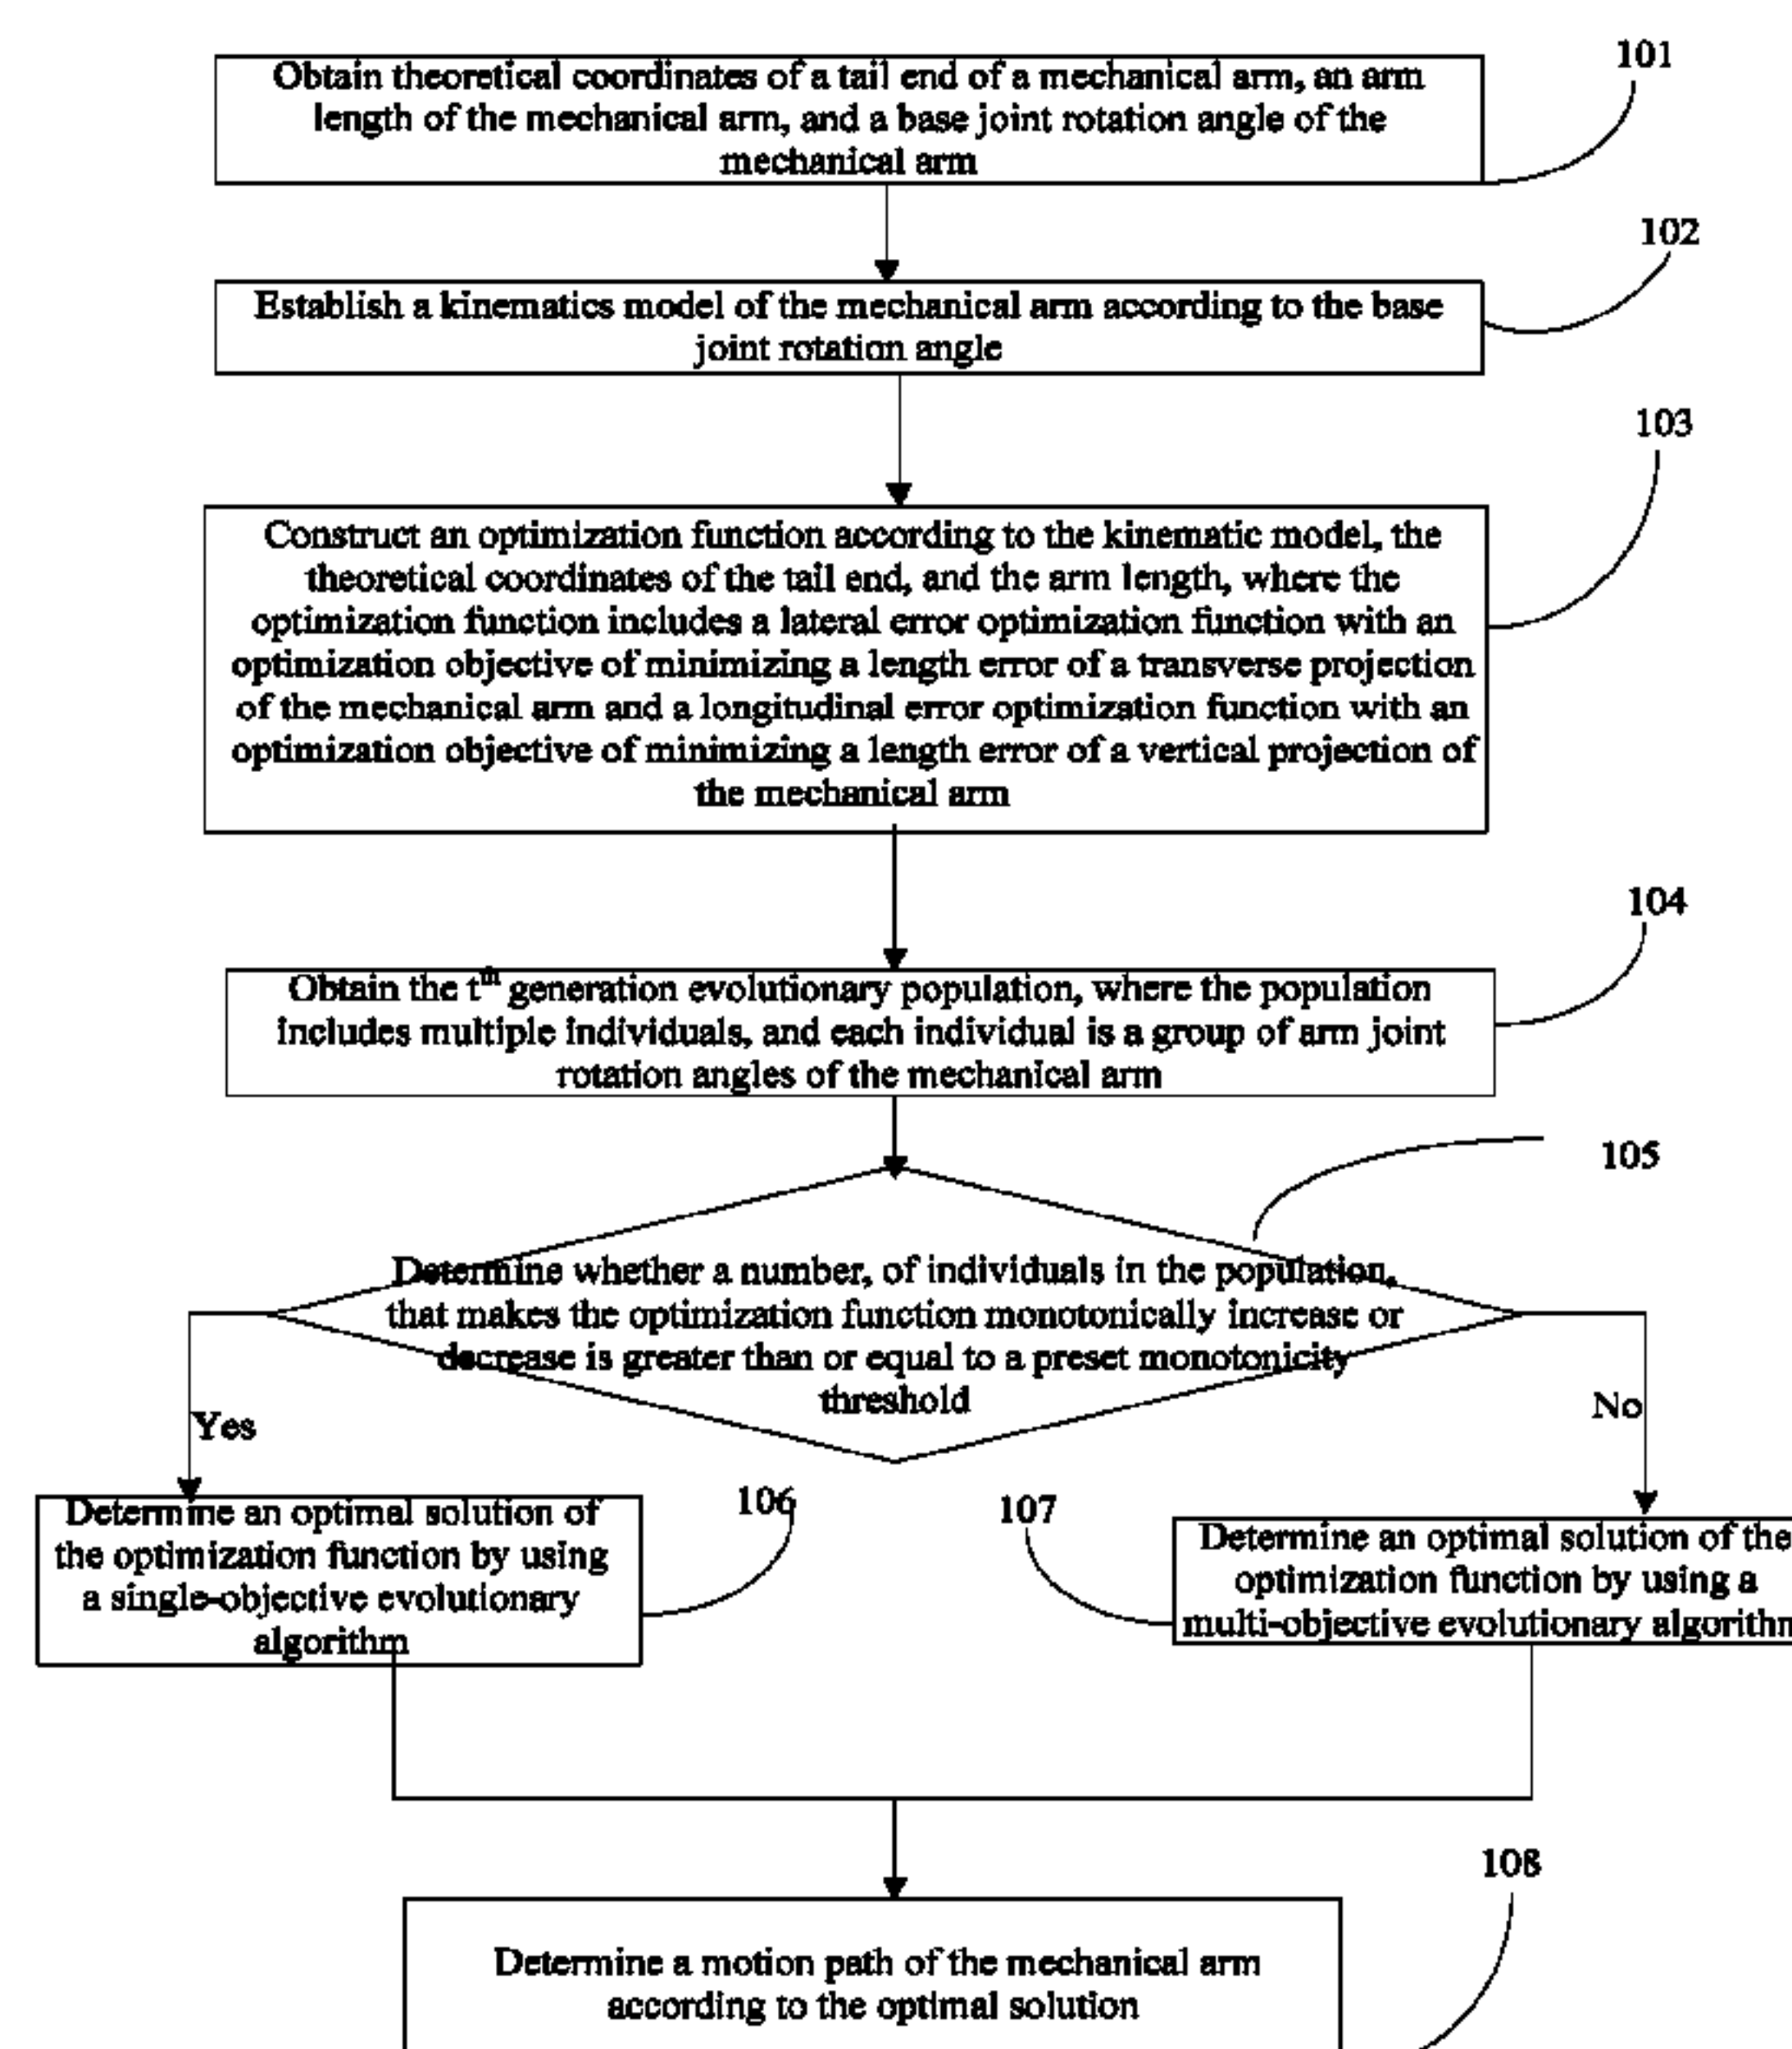 Obtain theoretical coordinates of a tail end of a mechanical arm, an arm
length of the mechanical arm, and a base joint rotation angle of the
mechanical arm
101
Establish a kinematics model of the mechanical arm according to the base
joint rotation angle
102
Construct an optimization function according to the kinematic model, the
theoretical coordinates of the tail end, and the arm length, where the
optimization function includes a lateral error optimization function with an
optimization objective of minimizing a length error of a transverse projection
of the mechanical arm and a longitudinal error optimization function with an
optimization objective of minimizing a length error of a vertical projection of
the mechanical arm
103
Obtain the tth generation evolutionary population, where the population
includes multiple individuals, and each individual is a group of arm joint
rotation angles of the mechanical arm
104
Determine whether a number, of individuals in the population,
that makes the optimization function monotonically increase or
decrease is greater than or equal to a preset monotonicity
threshold
105
Yes
No
Determine an optimal solution of
the optimization function by using
a single-objective evolutionary
algorithm
106
107
Determine an optimal solution of the
optimization function by using a
multi-objective evolutionary algorithm
108
Determine a motion path of the mechanical arm
according to the optimal solution